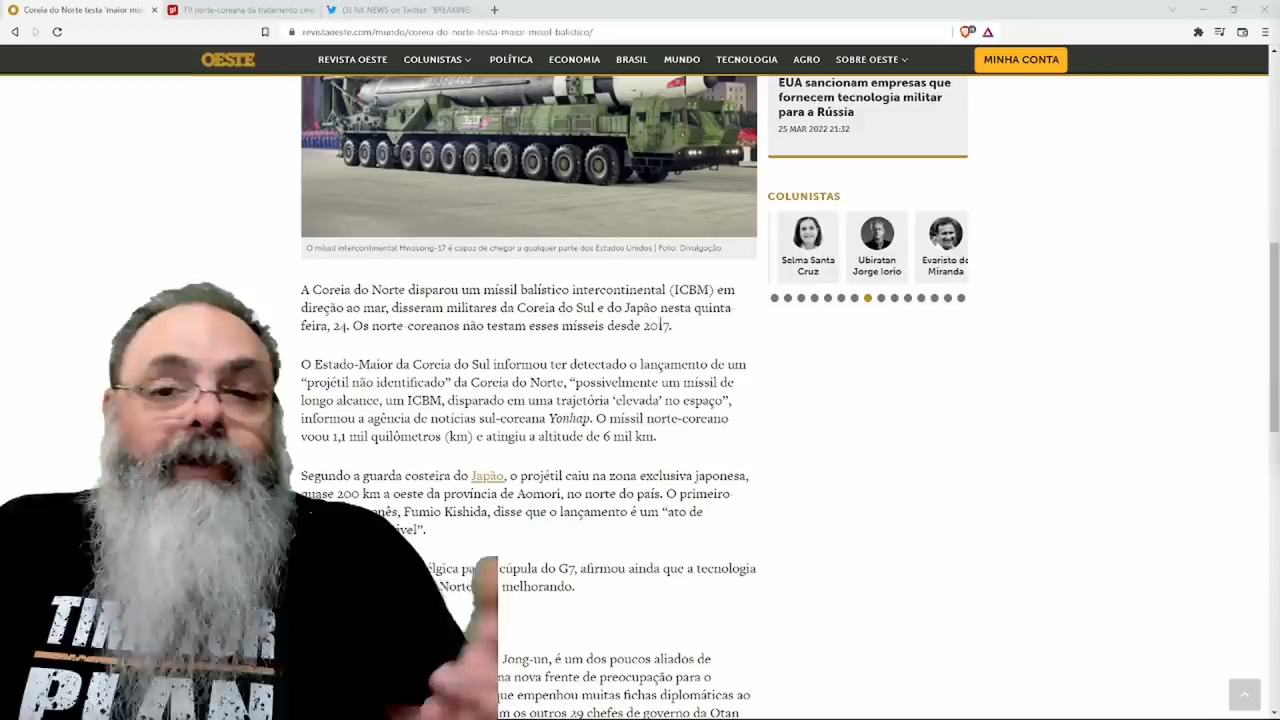 Coreia do Norte testa 'maior mís
TV norte-coreana dá tratamento cine
(3) NK NEWS on Twitter: "BREAKING:
revistaoeste.com/mundo/coreia-do-norte-testa-maior-missil-balistico/
OESTE
REVISTA OESTE
COLUNISTAS
POLÍTICA
ECONOMIA
BRASIL
MUNDO
TECNOLOGIA
AGRO
SOBRE OESTE
MINHA CONTA
EUA sancionam empresas que
fornecem tecnologia militar
para a Rússia
25 MAR 2022 21:32
321
O míssil intercontinental Hwasong-17 é capaz de chegar a qualquer parte dos Estados Unidos | Foto: Divulgação
COLUNISTAS
Selma Santa
Cruz
Ubiratan
Jorge Iorio
Evaristo de
Miranda
A Coreia do Norte disparou um míssil balístico intercontinental (ICBM) em
direção ao mar, disseram militares da Coreia do Sul e do Japão nesta quinta-
feira, 24. Os norte-coreanos não testam esses mísseis desde 2017.
O Estado-Maior da Coreia do Sul informou ter detectado o lançamento de um
“projétil não identificado” da Coreia do Norte, “possivelmente um míssil de
longo alcance, um ICBM, disparado em uma trajetória ‘elevada’ no espaço”,
informou a agência de notícias sul-coreana Yonhap. O míssil norte-coreano
voou 1,1 mil quilômetros (km) e atingiu a altitude de 6 mil km.
Segundo a guarda costeira do Japão, o projétil caiu na zona exclusiva japonesa,
quase 200 km a oeste da província de Aomori, no norte do país. O primeiro-
nês, Fumio Kishida, disse que o lançamento é um “ato de
ível”.
élgica pa cúpula do G7, afirmou ainda que a tecnologia
Norte melhorando.
Jong-un, é um dos poucos aliados de
na nova frente de preocupação para o
que empenhou muitas fichas diplomáticas ao
m os outros 29 chefes de governo da Otan
PLAN